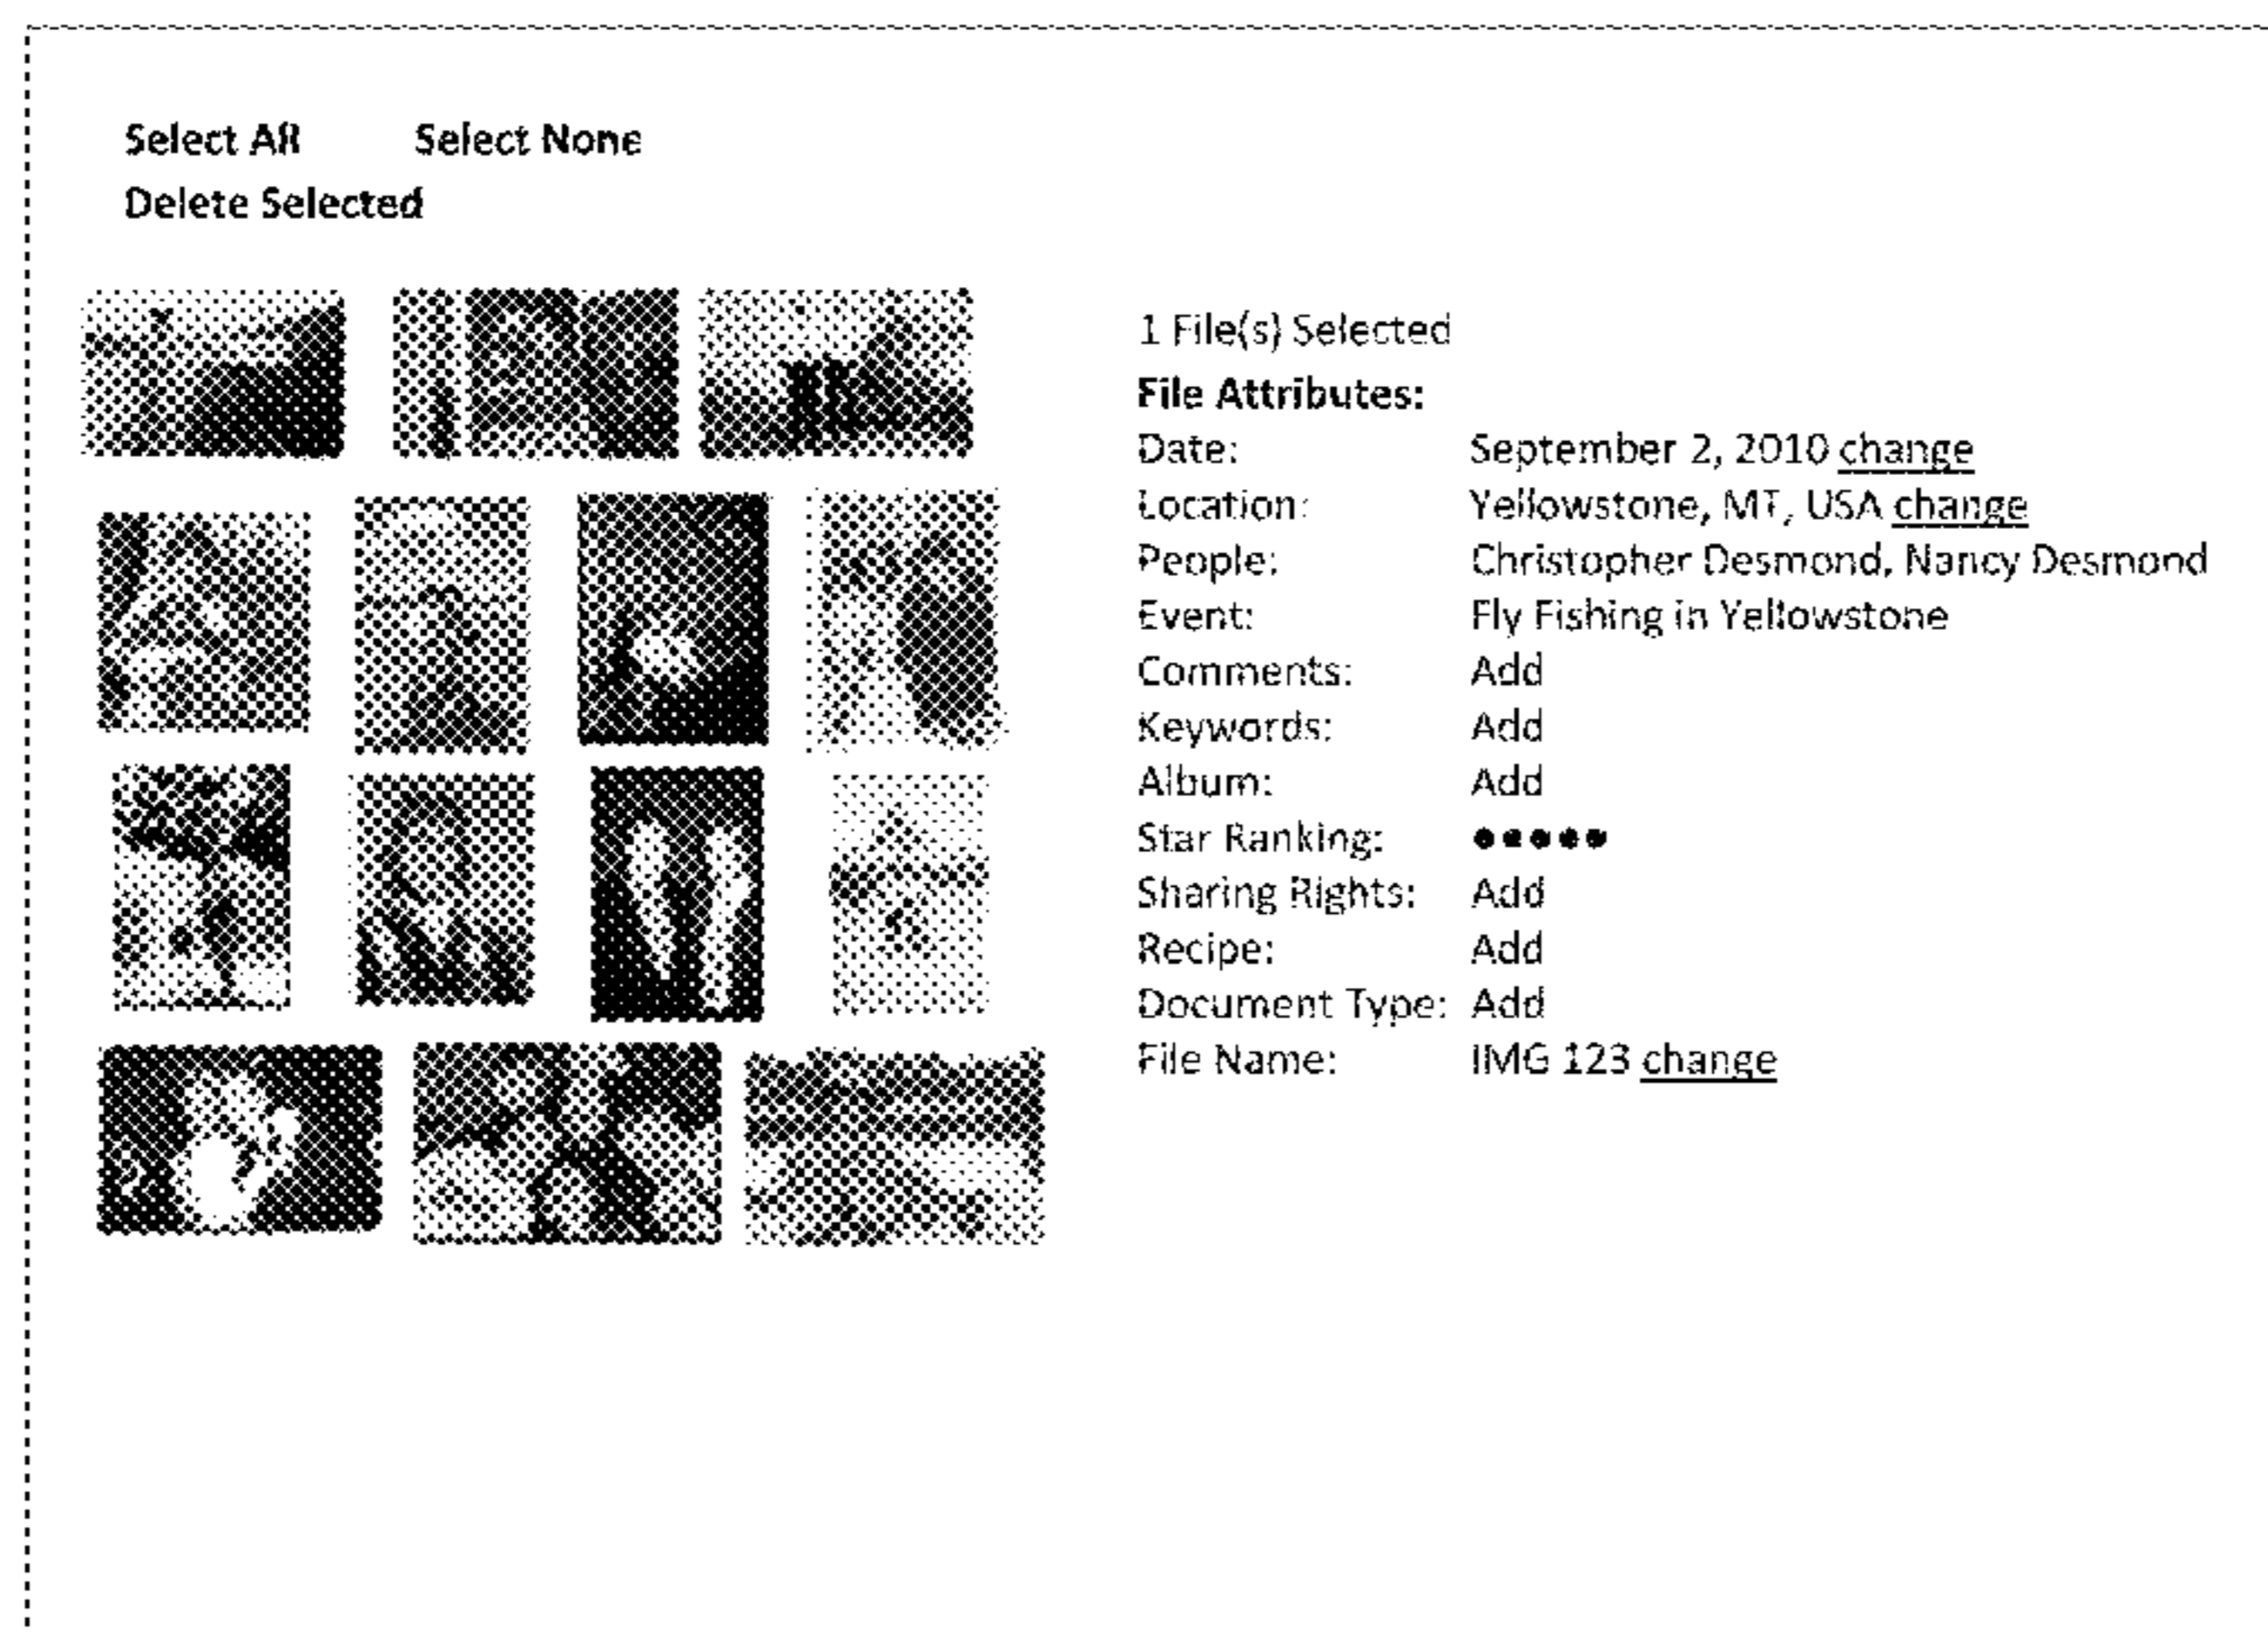 Select All Select None
Delete Selected
1 File(s) Selected
File Attributes:
Date: September 2, 2010 change
Location: Yellowstone, MT, USA change
People: Christopher Desmond, Nancy Desmond
Event: Fly Fishing in Yellowstone
Comments: Add
Keywords: Add
Album: Add
Star Ranking: ●●●●●
Sharing Rights: Add
Recipe: Add
Document Type: Add
File Name: IMG 123 change